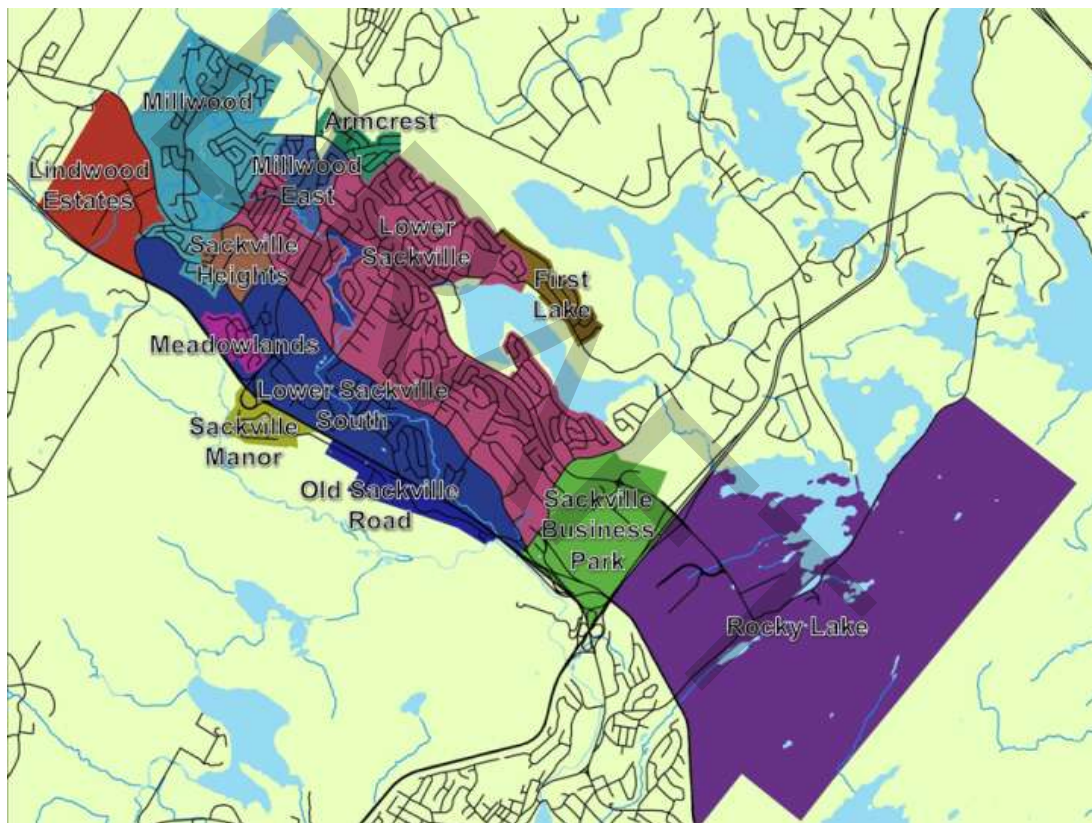 Millwood
Armcrest
Lindwood
Estates
Millwood
East
Lower
Sackville
Sackville
Heights
First
Lake
Meadowlands
Lower Sackville
South
Sackville
Manor
Old Sackville
Road
Sackville
Business
Park
Rocky Lake
DRAFT